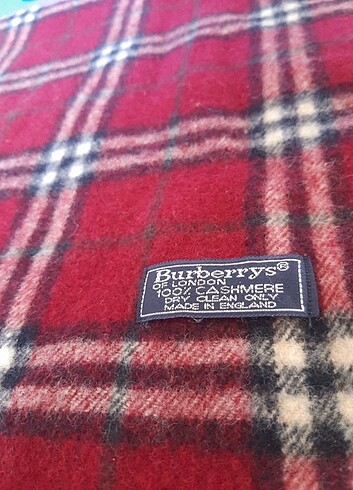 Burberrys®
OF LONDON
100% CASHMERE
DRY CLEAN ONLY
MADE IN ENGLAND